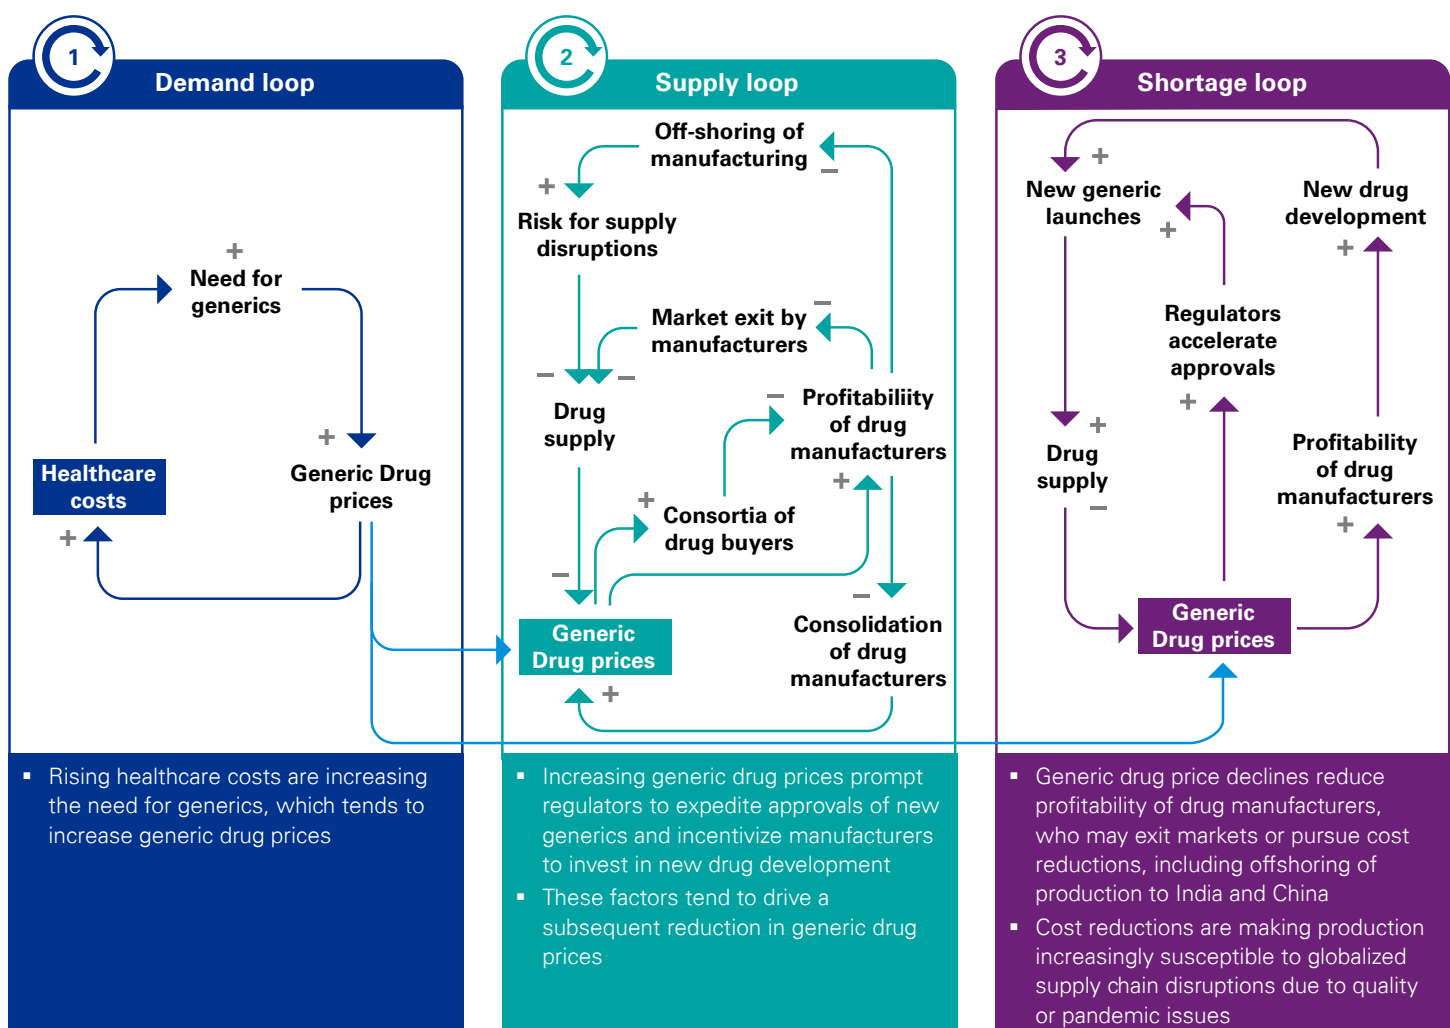 1
Demand loop
+
Need for
generics
+
Healthcare
costs
Generic Drug
prices
+
▪ Rising healthcare costs are increasing
the need for generics, which tends to
increase generic drug prices
2
Supply loop
Off-shoring of
manufacturing
–
+
Risk for supply
disruptions
–
Market exit by
manufacturers
–
–
–
Drug
supply
Profitabiliity
of drug
manufacturers
+
+
Consortia of
drug buyers
–
–
Generic
Drug prices
Consolidation
of drug
manufacturers
+
▪ Increasing generic drug prices prompt
regulators to expedite approvals of new
generics and incentivize manufacturers
to invest in new drug development
▪ These factors tend to drive a
subsequent reduction in generic drug
prices
3
Shortage loop
+
New generic
launches
New drug
development
+
+
Regulators
accelerate
approvals
+
+
Drug
supply
–
Profitability
of drug
manufacturers
+
Generic
Drug prices
▪ Generic drug price declines reduce
profitability of drug manufacturers,
who may exit markets or pursue cost
reductions, including offshoring of
production to India and China
▪ Cost reductions are making production
increasingly susceptible to globalized
supply chain disruptions due to quality
or pandemic issues